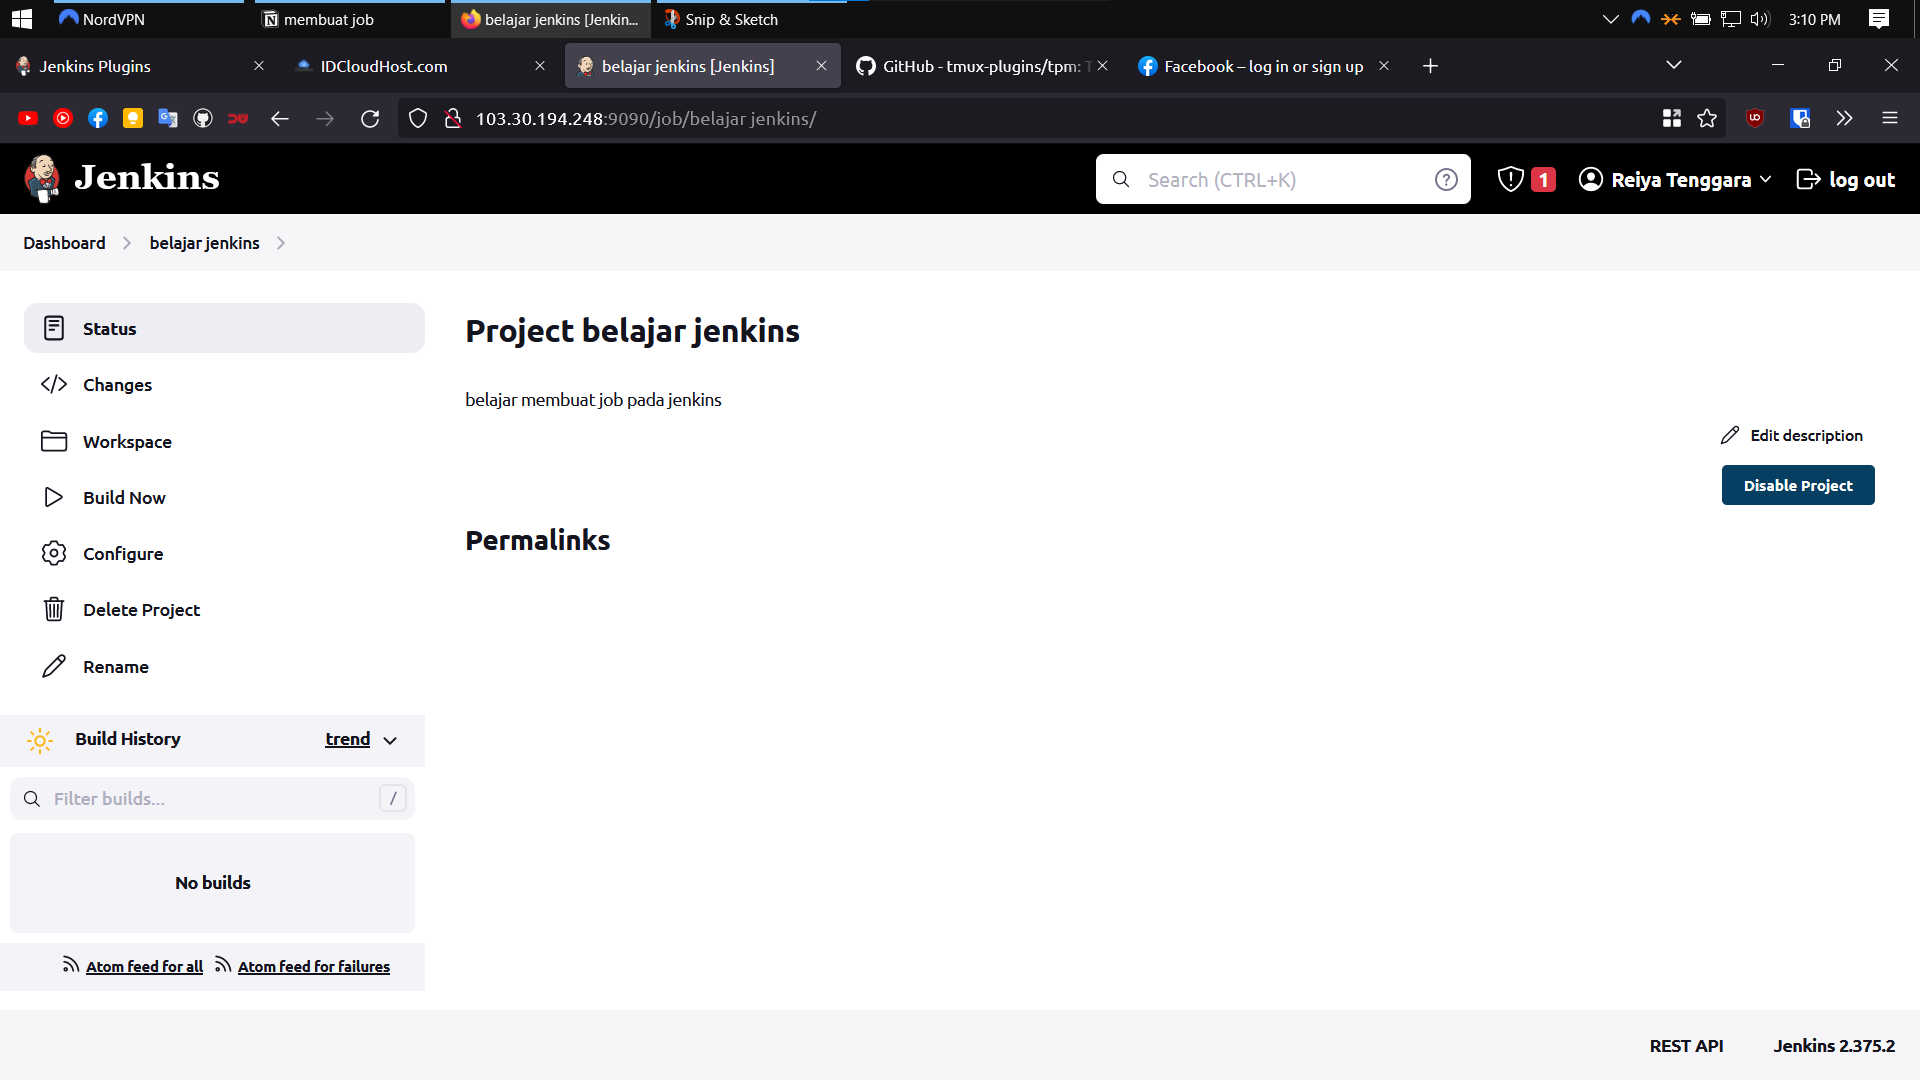 NordVPN
membuat job
belajar jenkins [Jenkin...
Snip & Sketch
3:10 PM
Jenkins Plugins
IDCloudHost.com
belajar jenkins [Jenkins]
GitHub - tmux-plugins/tpm: T
Facebook – log in or sign up
103.30.194.248:9090/job/belajar jenkins/
Jenkins
Search (CTRL+K)
1
Reiya Tenggara
log out
Dashboard
belajar jenkins
Status
Changes
Workspace
Build Now
Configure
Delete Project
Rename
Project belajar jenkins
belajar membuat job pada jenkins
Edit description
Disable Project
Permalinks
Build History
trend
Filter builds...
/
No builds
Atom feed for all
Atom feed for failures
REST API
Jenkins 2.375.2